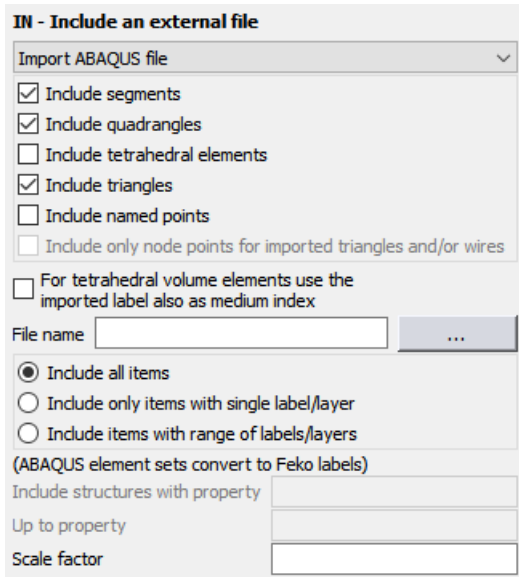 IN - Include an external file
Import ABAQUS file
Include segments
Include quadrangles
Include tetrahedral elements
Include triangles
Include named points
Include only node points for imported triangles and/or wires
For tetrahedral volume elements use the
imported label also as medium index
File name
...
Include all items
Include only items with single label/layer
Include items with range of labels/layers
(ABAQUS element sets convert to Feko labels)
Include structures with property
Up to property
Scale factor